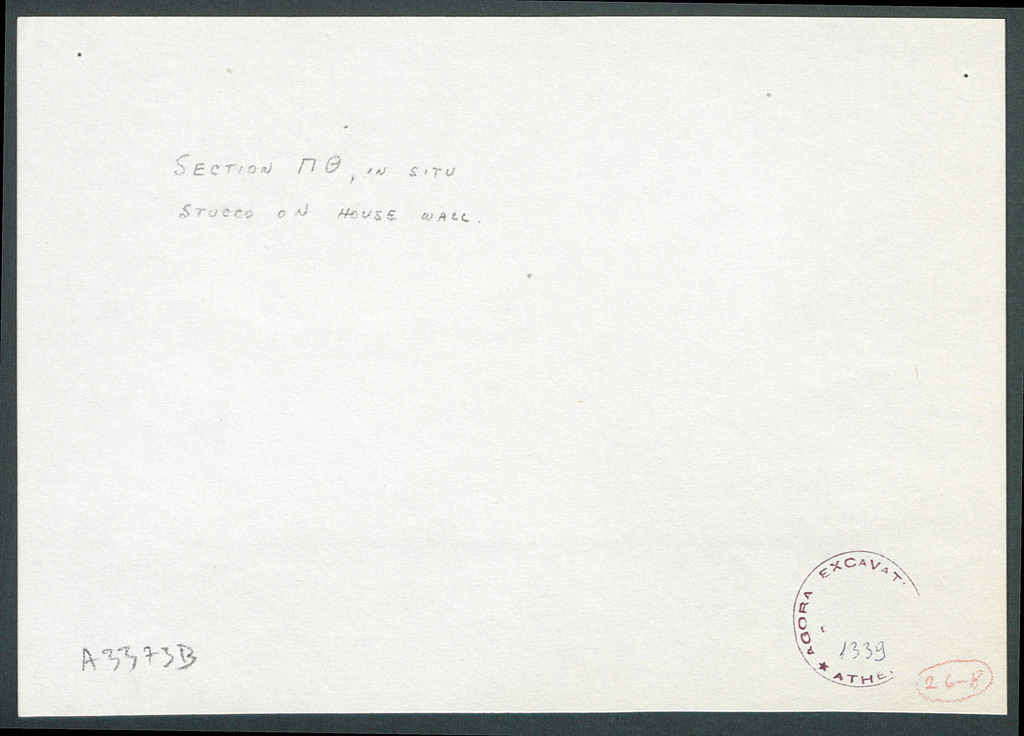 SECTION ΠΘ, IN SITU
STUCCO ON HOUSE WALL.
A3373B
AGORA EXCAVAT
1339
ATHE
26-8